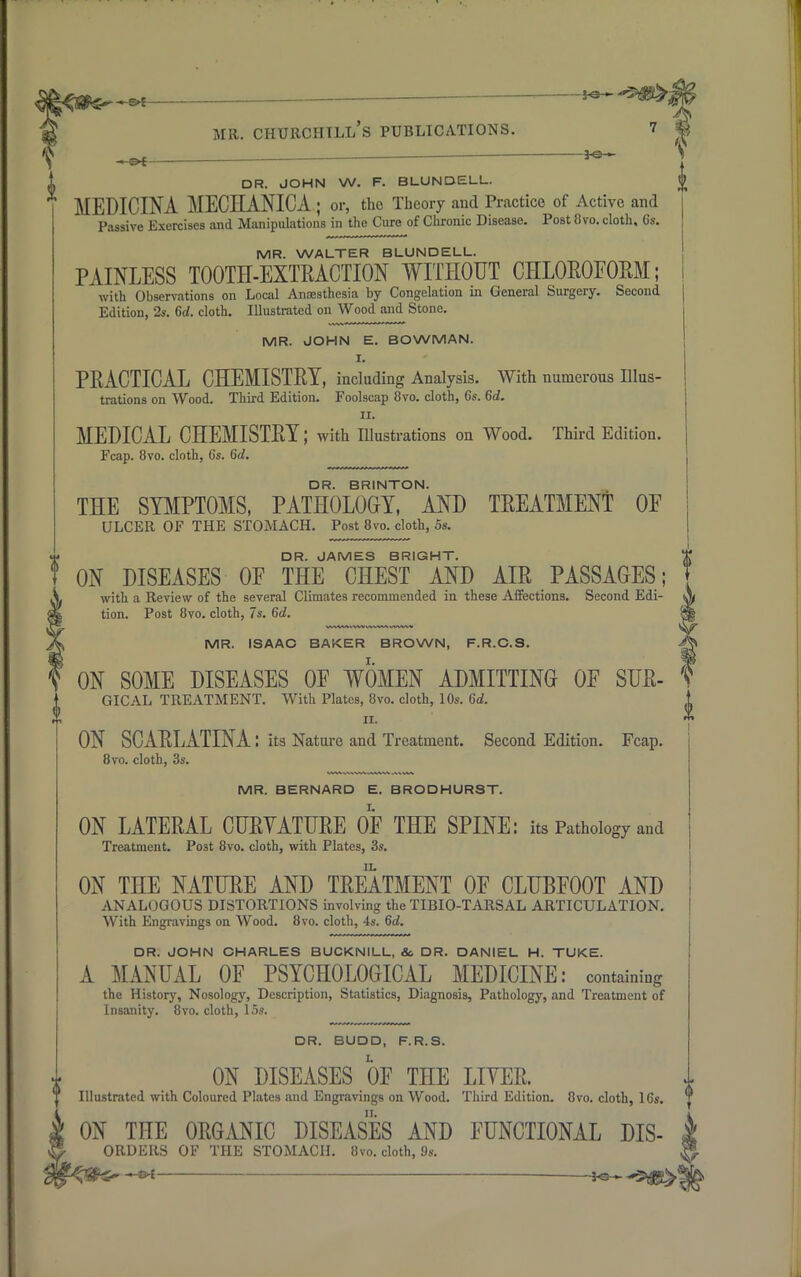 MR. CHURCHILL'S PUBLICATIONS. 7
DR. JOHN W. F. BLUNDELL.
MEDICINA MECHANICA; or, the Theory and Practice of Active and
Passive Exercises and Manipulations in the Cure of Chronic Disease. Post 8vo. cloth, 6s.
MR. WALTER BLUNDELL.
PAINLESS TOOTH-EXTRACTION WITHOUT CHLOROFORM;
with Observations on Local Anæsthesia by Congelation in General Surgery. Second
Edition, 2s. 6d. cloth. Illustrated on Wood and Stone.
MR. JOHN E. BOWMAN.
I.
PRACTICAL CHEMISTRY, including Analysis. With numerous Illus-
trations on Wood. Third Edition. Foolscap 8vo. cloth, 6s. 6d.
II.
MEDICAL CHEMISTRY; with Illustrations on Wood. Third Edition.
Fcap. 8vo. cloth, 6s. 6d.
DR. BRINTON.
THE SYMPTOMS, PATHOLOGY, AND TREATMENT OF
ULCER OF THE STOMACH. Post 8vo. cloth, 5s.
DR. JAMES BRIGHT.
ON DISEASES OF THE CHEST AND AIR PASSAGES;
with a Review of the several Climates recommended in these Affections. Second Edi-
tion. Post 8vo. cloth, 7s. 6d.
MR. ISAAC BAKER BROWN, F.R.C.S.
I.
ON SOME DISEASES OF WOMEN ADMITTING OF SUR-
GICAL TREATMENT. With Plates, 8vo. cloth, 10s. 6d.
II.
ON SCARLATINA: its Nature and Treatment. Second Edition. Fcap.
8vo. cloth, 3s.
MR. BERNARD E. BRODHURST.
I.
ON LATERAL CURVATURE OF THE SPINE: its Pathology and
Treatment. Post 8vo. cloth, with Plates, 3s.
II.
ON THE NATURE AND TREATMENT OF CLUBFOOT AND
ANALOGOUS DISTORTIONS involving the TIBIO-TARSAL ARTICULATION.
With Engravings on Wood. 8vo. cloth, 4s. 6d.
DR. JOHN CHARLES BUCKNILL, & DR. DANIEL H. TUKE.
A MANUAL OF PSYCHOLOGICAL MEDICINE: containing
the History, Nosology, Description, Statistics, Diagnosis, Pathology, and Treatment of
Insanity. 8vo. cloth, 15s.
DR. BUDD, F.R.S.
I.
ON DISEASES OF THE LIVER.
Illustrated with Coloured Plates and Engravings on Wood. Third Edition. 8vo. cloth, 16s.
II.
ON THE ORGANIC DISEASES AND FUNCTIONAL DIS-
ORDERS OF THE STOMACH. 8vo. cloth, 9s.